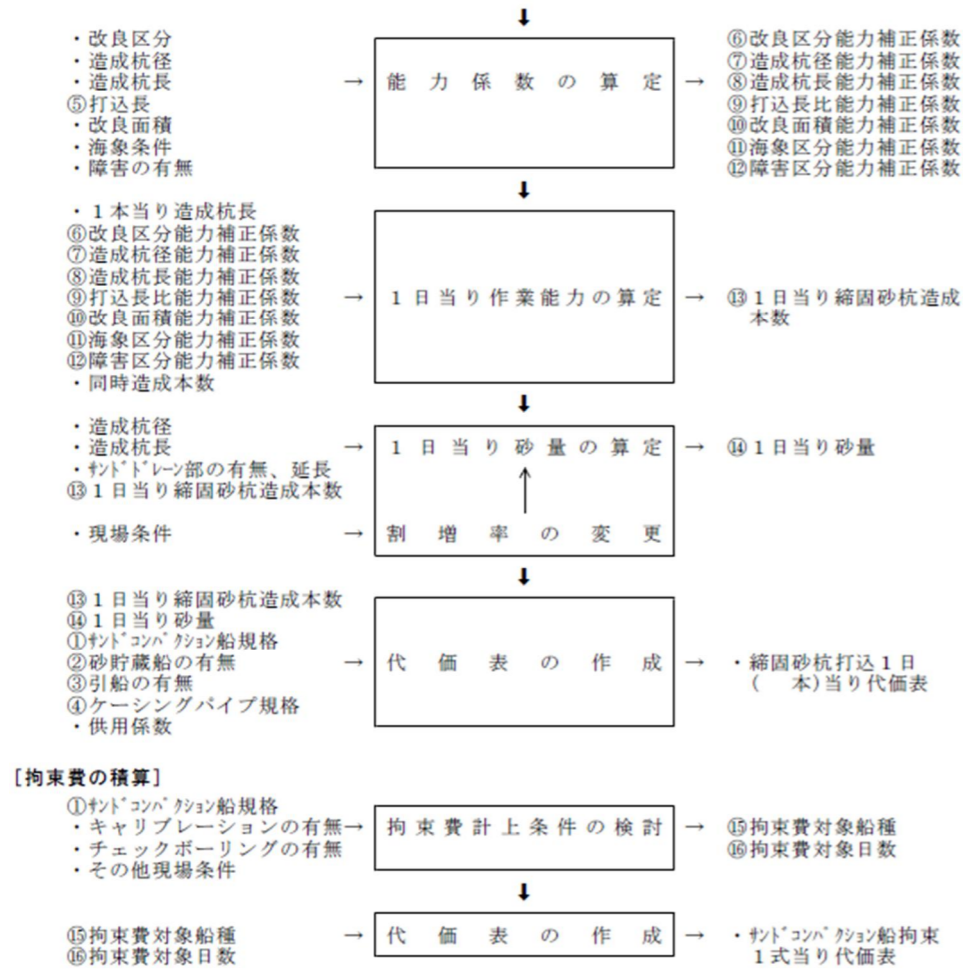 ⬇
・改良区分
・造成杭径
・造成杭長
⑤打込長
・改良面積
・海象条件
・障害の有無
→
能力係数の算定
→
⑥改良区分能力補正係数
⑦造成杭径能力補正係数
⑧造成杭長能力補正係数
⑨打込長比能力補正係数
⑩改良面積能力補正係数
⑪海象区分能力補正係数
⑫障害区分能力補正係数
⬇
・1本当り造成杭長
⑥改良区分能力補正係数
⑦造成杭径能力補正係数
⑧造成杭長能力補正係数
⑨打込長比能力補正係数
⑩改良面積能力補正係数
⑪海象区分能力補正係数
⑫障害区分能力補正係数
・同時造成本数
→
1日当り作業能力の算定
→
⑬1日当り締固砂杭造成
本数
⬇
・造成杭径
・造成杭長
・ｻﾝﾄﾞﾄﾞﾚｰﾝ部の有無、延長
⑬1日当り締固砂杭造成本数
→
1日当り砂量の算定
→
⑭1日当り砂量
↑
・現場条件
→
割増率の変更
⬇
⑬1日当り締固砂杭造成本数
⑭1日当り砂量
①ｻﾝﾄﾞｺﾝﾊﾟｸｼｮﾝ船規格
②砂貯蔵船の有無
③引船の有無
④ケーシングパイプ規格
・供用係数
→
代価表の作成
→
・締固砂杭打込1日
(　本)当り代価表
[拘束費の積算]
①ｻﾝﾄﾞｺﾝﾊﾟｸｼｮﾝ船規格
・キャリブレーションの有無
・チェックボーリングの有無
・その他現場条件
→
拘束費計上条件の検討
→
⑮拘束費対象船種
⑯拘束費対象日数
⬇
⑮拘束費対象船種
⑯拘束費対象日数
→
代価表の作成
→
・ｻﾝﾄﾞｺﾝﾊﾟｸｼｮﾝ船拘束
1式当り代価表